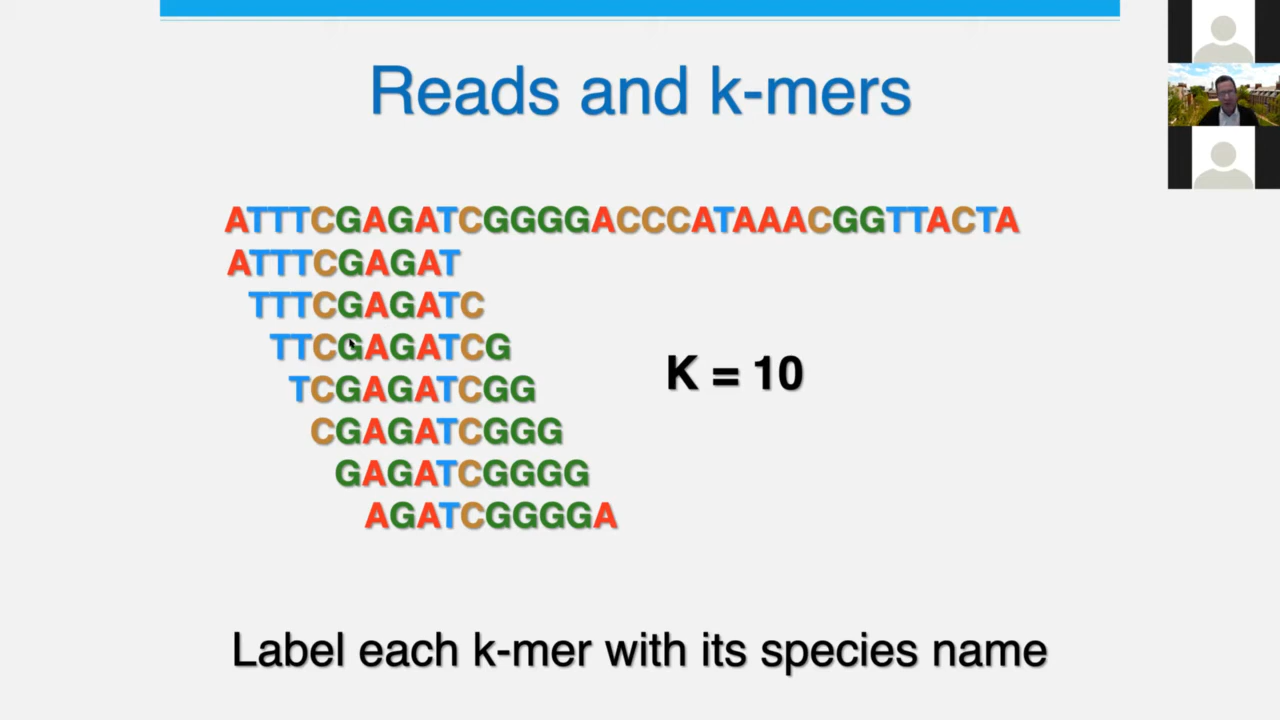 Reads and k-mers
ATTTCGAGATCGGGGACCCATAAACGGTTACTA
ATTTCGAGAT
TTTCGAGATC
TTCGAGATCG
K = 10
TCGAGATCGG
CGAGATCGGG
GAGATCGGGG
AGATCGGGGA
Label each k-mer with its species name